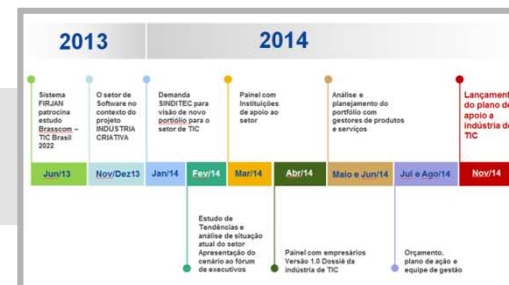 2013
2014
Sistema
FIRJAN
patrocina
estudo
Brasscom –
TIC Brasil
2022
O setor de
Software no
contexto do
projeto
INDÚSTRIA
CRIATIVA
Demanda
SINDITEC para
visão de novo
portfólio para o
setor de TIC
Painel com
Instituições
de apoio ao
setor
Análise e
planejamento do
portfólio com
gestores de produtos
e serviços
Lançament
do plano de
apoio a
indústria de
TIC
Jun/13
Nov/Dez13
Jan/14
Fev/14
Mar/14
Abr/14
Maio e Jun/14
Jul e Ago/14
Nov/14
Estudo de
Tendências e
análise de situação
atual do setor
Apresentação do
cenário ao fórum
de executivos
Painel com empresários
Versão 1.0 Dossiê da
indústria de TIC
Orçamento,
plano de ação e
equipe de gestão